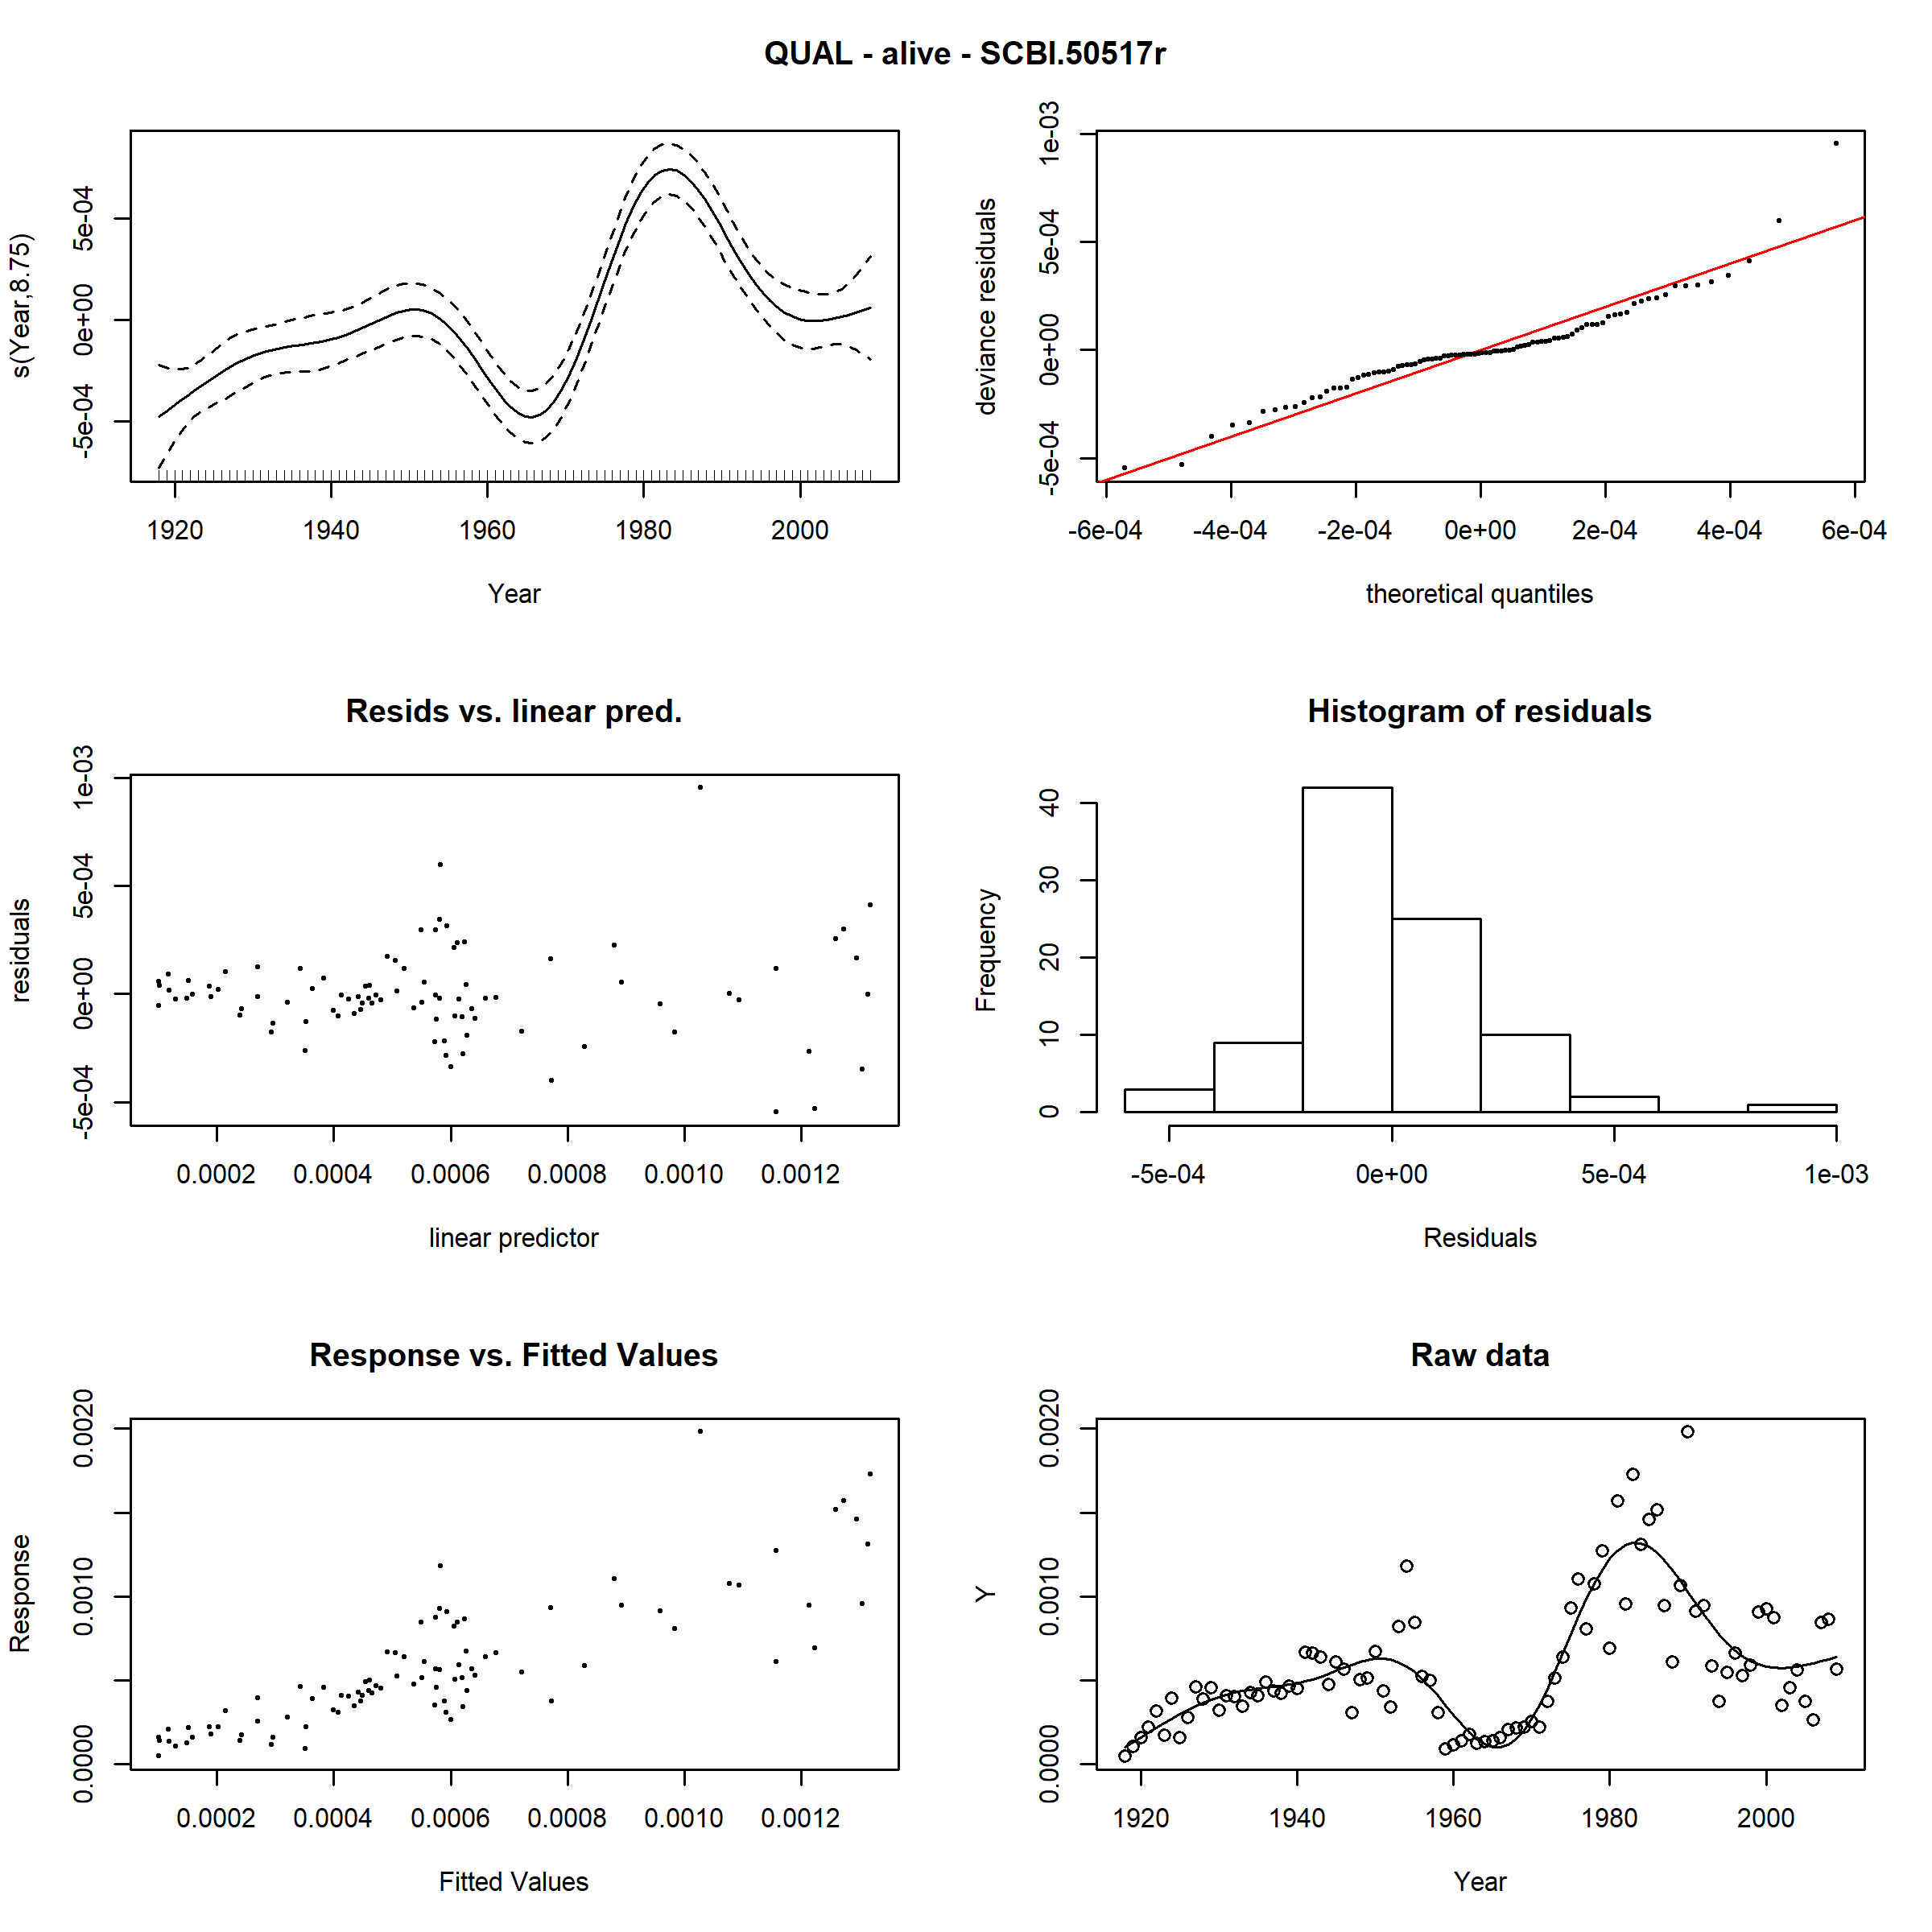 QUAL - alive - SCBI.50517r
s(Year,8.75)
5e-04
0e+00
-5e-04
1920 1940 1960 1980 2000
Year
deviance residuals
1e-03
5e-04
0e+00
-5e-04
-6e-04 -4e-04 -2e-04 0e+00 2e-04 4e-04 6e-04
theoretical quantiles
Resids vs. linear pred.
residuals
1e-03
5e-04
0e+00
-5e-04
0.0002 0.0004 0.0006 0.0008 0.0010 0.0012
linear predictor
Histogram of residuals
Frequency
40
30
20
10
0
-5e-04 0e+00 5e-04 1e-03
Residuals
Response vs. Fitted Values
Response
0.0020
0.0010
0.0000
0.0002 0.0004 0.0006 0.0008 0.0010 0.0012
Fitted Values
Raw data
Y
0.0020
0.0010
0.0000
1920 1940 1960 1980 2000
Year